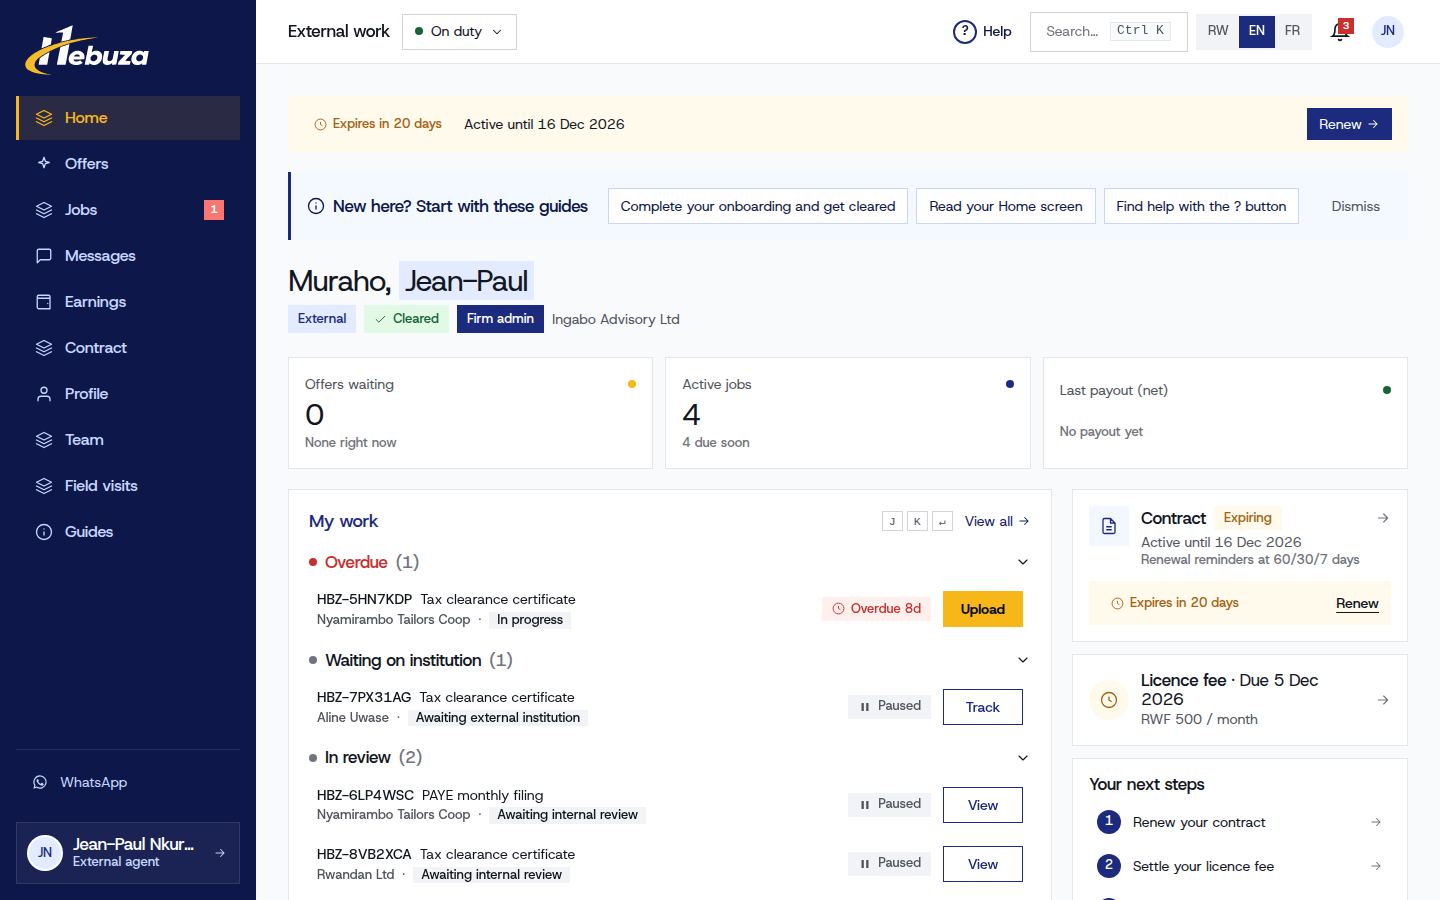 Hebuza
Home
Offers
Jobs 1
Messages
Earnings
Contract
Profile
Team
Field visits
Guides
WhatsApp
JN Jean-Paul Nkur...
External agent
External work On duty
? Help Search... Ctrl K RW EN FR 3 JN
Expires in 20 days Active until 16 Dec 2026 Renew →
New here? Start with these guides Complete your onboarding and get cleared Read your Home screen Find help with the ? button Dismiss
Muraho, Jean-Paul
External Cleared Firm admin Ingabo Advisory Ltd
Offers waiting
0
None right now
Active jobs
4
4 due soon
Last payout (net)
No payout yet
My work J K ↵ View all →
Overdue (1)
HBZ-5HN7KDP Tax clearance certificate
Nyamirambo Tailors Coop · In progress
Overdue 8d Upload
Waiting on institution (1)
HBZ-7PX31AG Tax clearance certificate
Aline Uwase · Awaiting external institution
Paused Track
In review (2)
HBZ-6LP4WSC PAYE monthly filing
Nyamirambo Tailors Coop · Awaiting internal review
Paused View
HBZ-8VB2XCA Tax clearance certificate
Rwandan Ltd · Awaiting internal review
Paused View
Contract Expiring →
Active until 16 Dec 2026
Renewal reminders at 60/30/7 days
Expires in 20 days Renew
Licence fee · Due 5 Dec
2026
RWF 500 / month
→
Your next steps
1 Renew your contract →
2 Settle your licence fee →